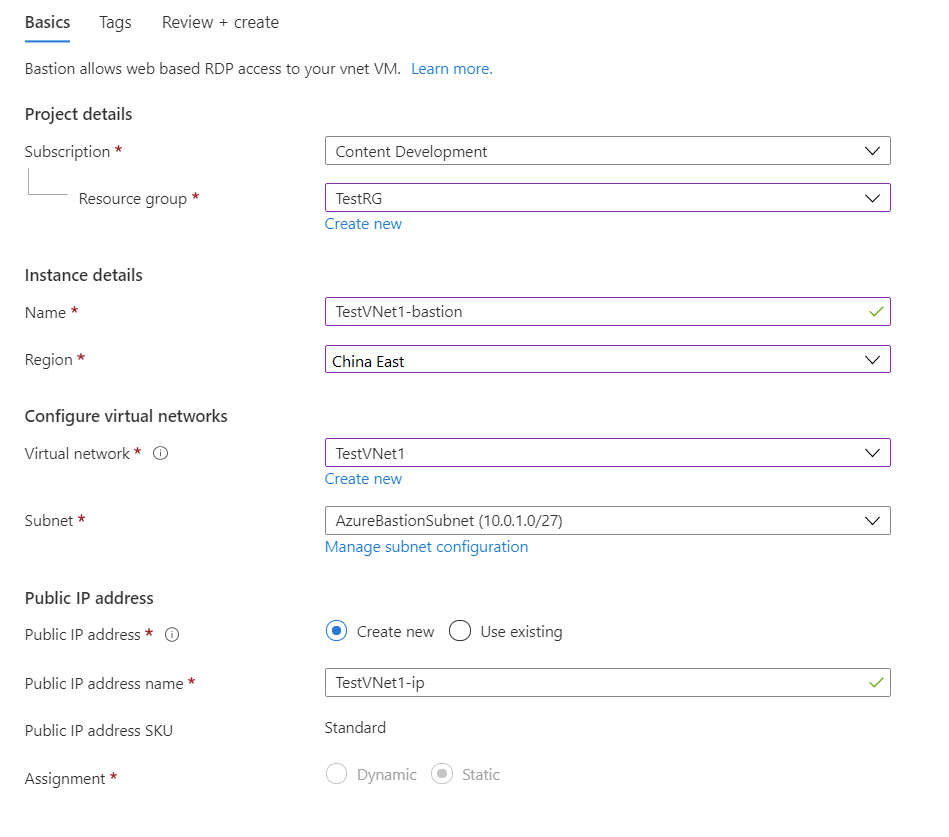 Basics Tags Review + create
Bastion allows web based RDP access to your vnet VM. Learn more.
Project details
Subscription * Content Development
Resource group * TestRG
Create new
Instance details
Name * TestVNet1-bastion
Region * China East
Configure virtual networks
Virtual network * TestVNet1
Create new
Subnet * AzureBastionSubnet (10.0.1.0/27)
Manage subnet configuration
Public IP address
Public IP address * Create new Use existing
Public IP address name * TestVNet1-ip
Public IP address SKU Standard
Assignment * Dynamic Static